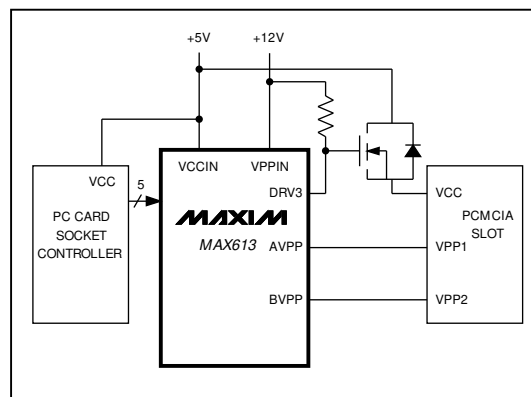 +5V
+12V
VCCIN
VPPIN
VCC
5
DRV3
VCC
PC CARD
SOCKET
CONTROLLER
MAXIM
MAX613
PCMCIA
SLOT
AVPP
VPP1
BVPP
VPP2